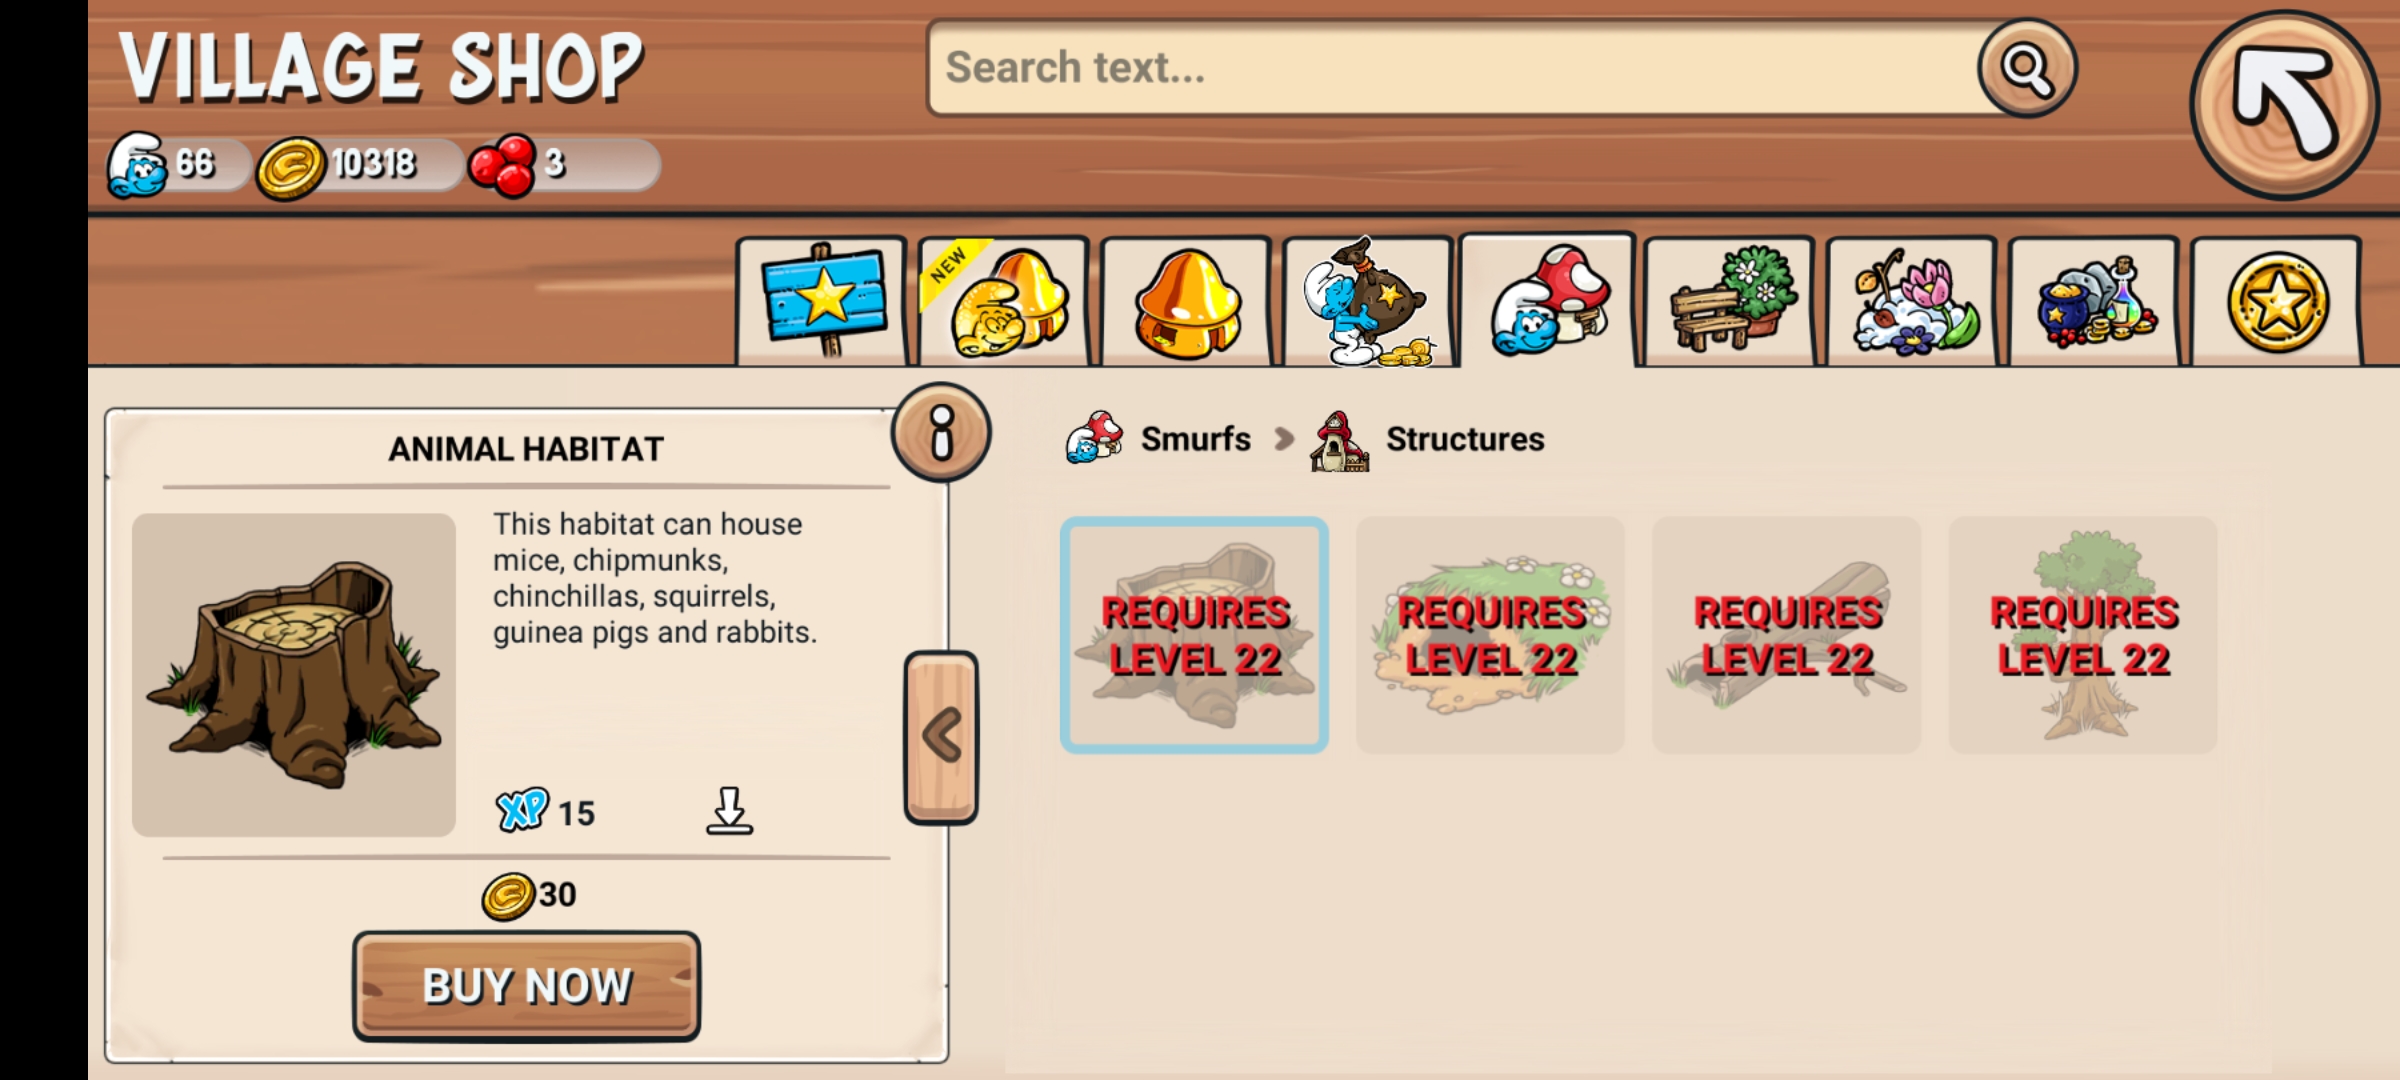 VILLAGE SHOP
Search text...
66
10318
3
NEW
ANIMAL HABITAT
This habitat can house
mice, chipmunks,
chinchillas, squirrels,
guinea pigs and rabbits.
XP 15
30
BUY NOW
Smurfs
Structures
REQUIRES
LEVEL 22
REQUIRES
LEVEL 22
REQUIRES
LEVEL 22
REQUIRES
LEVEL 22